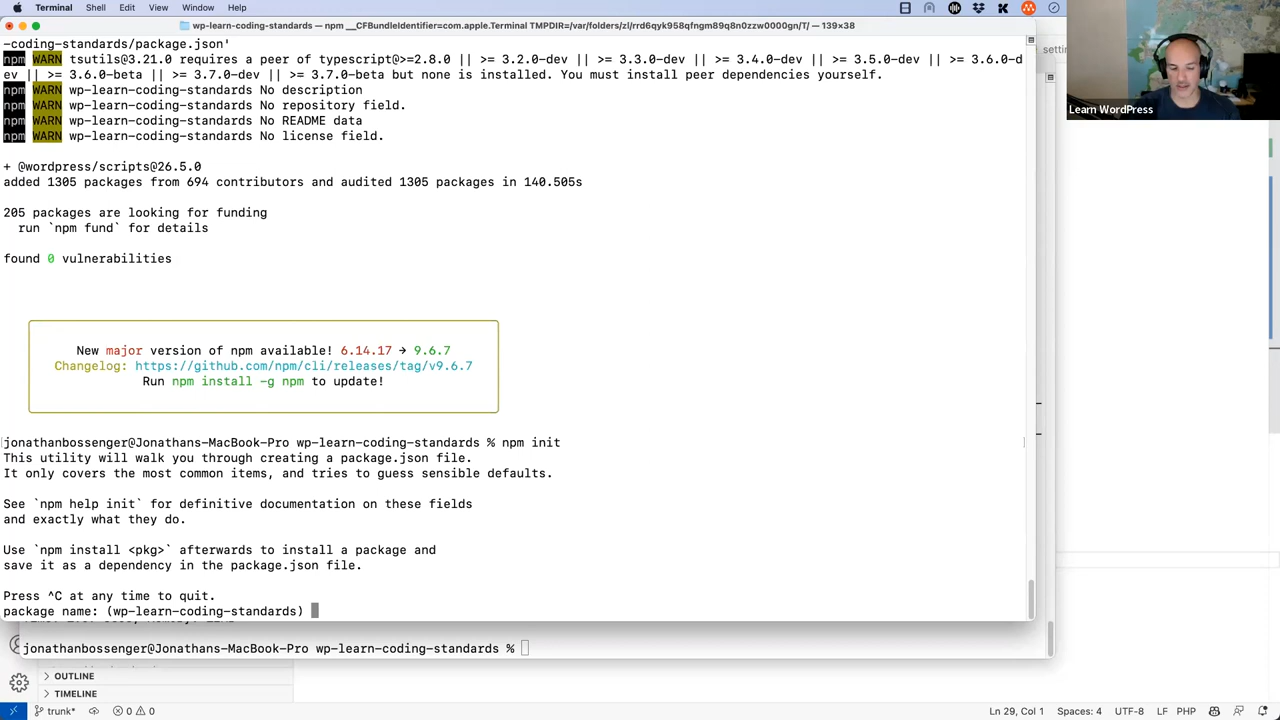 Terminal Shell Edit View Window Help
wp-learn-coding-standards — npm __CFBundleIdentifier=com.apple.Terminal TMPDIR=/var/folders/zl/rrd6qyk958qfngm89q8n0zzw0000gn/T/ — 139×38
-coding-standards/package.json'
npm WARN tsutils@3.21.0 requires a peer of typescript@>=2.8.0 || >= 3.2.0-dev || >= 3.3.0-dev || >= 3.4.0-dev || >= 3.5.0-dev || >= 3.6.0-d
ev || >= 3.6.0-beta || >= 3.7.0-dev || >= 3.7.0-beta but none is installed. You must install peer dependencies yourself.
npm WARN wp-learn-coding-standards No description
npm WARN wp-learn-coding-standards No repository field.
npm WARN wp-learn-coding-standards No README data
npm WARN wp-learn-coding-standards No license field.
+ @wordpress/scripts@26.5.0
added 1305 packages from 694 contributors and audited 1305 packages in 140.505s
205 packages are looking for funding
run `npm fund` for details
found 0 vulnerabilities
New major version of npm available! 6.14.17 → 9.6.7
Changelog: https://github.com/npm/cli/releases/tag/v9.6.7
Run npm install -g npm to update!
jonathanbossenger@Jonathans-MacBook-Pro wp-learn-coding-standards % npm init
This utility will walk you through creating a package.json file.
It only covers the most common items, and tries to guess sensible defaults.
See `npm help init` for definitive documentation on these fields
and exactly what they do.
Use `npm install <pkg>` afterwards to install a package and
save it as a dependency in the package.json file.
Press ^C at any time to quit.
package name: (wp-learn-coding-standards)
jonathanbossenger@Jonathans-MacBook-Pro wp-learn-coding-standards %
OUTLINE
TIMELINE
trunk* 0 0 Ln 29, Col 1 Spaces: 4 UTF-8 LF PHP
Learn WordPress